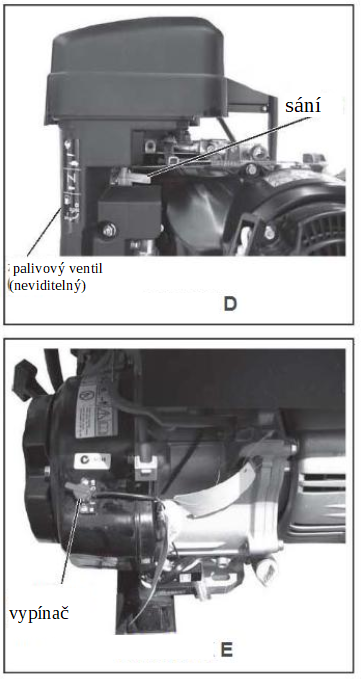 sání
palivový ventil
(neviditelný)
D
vypínač
E